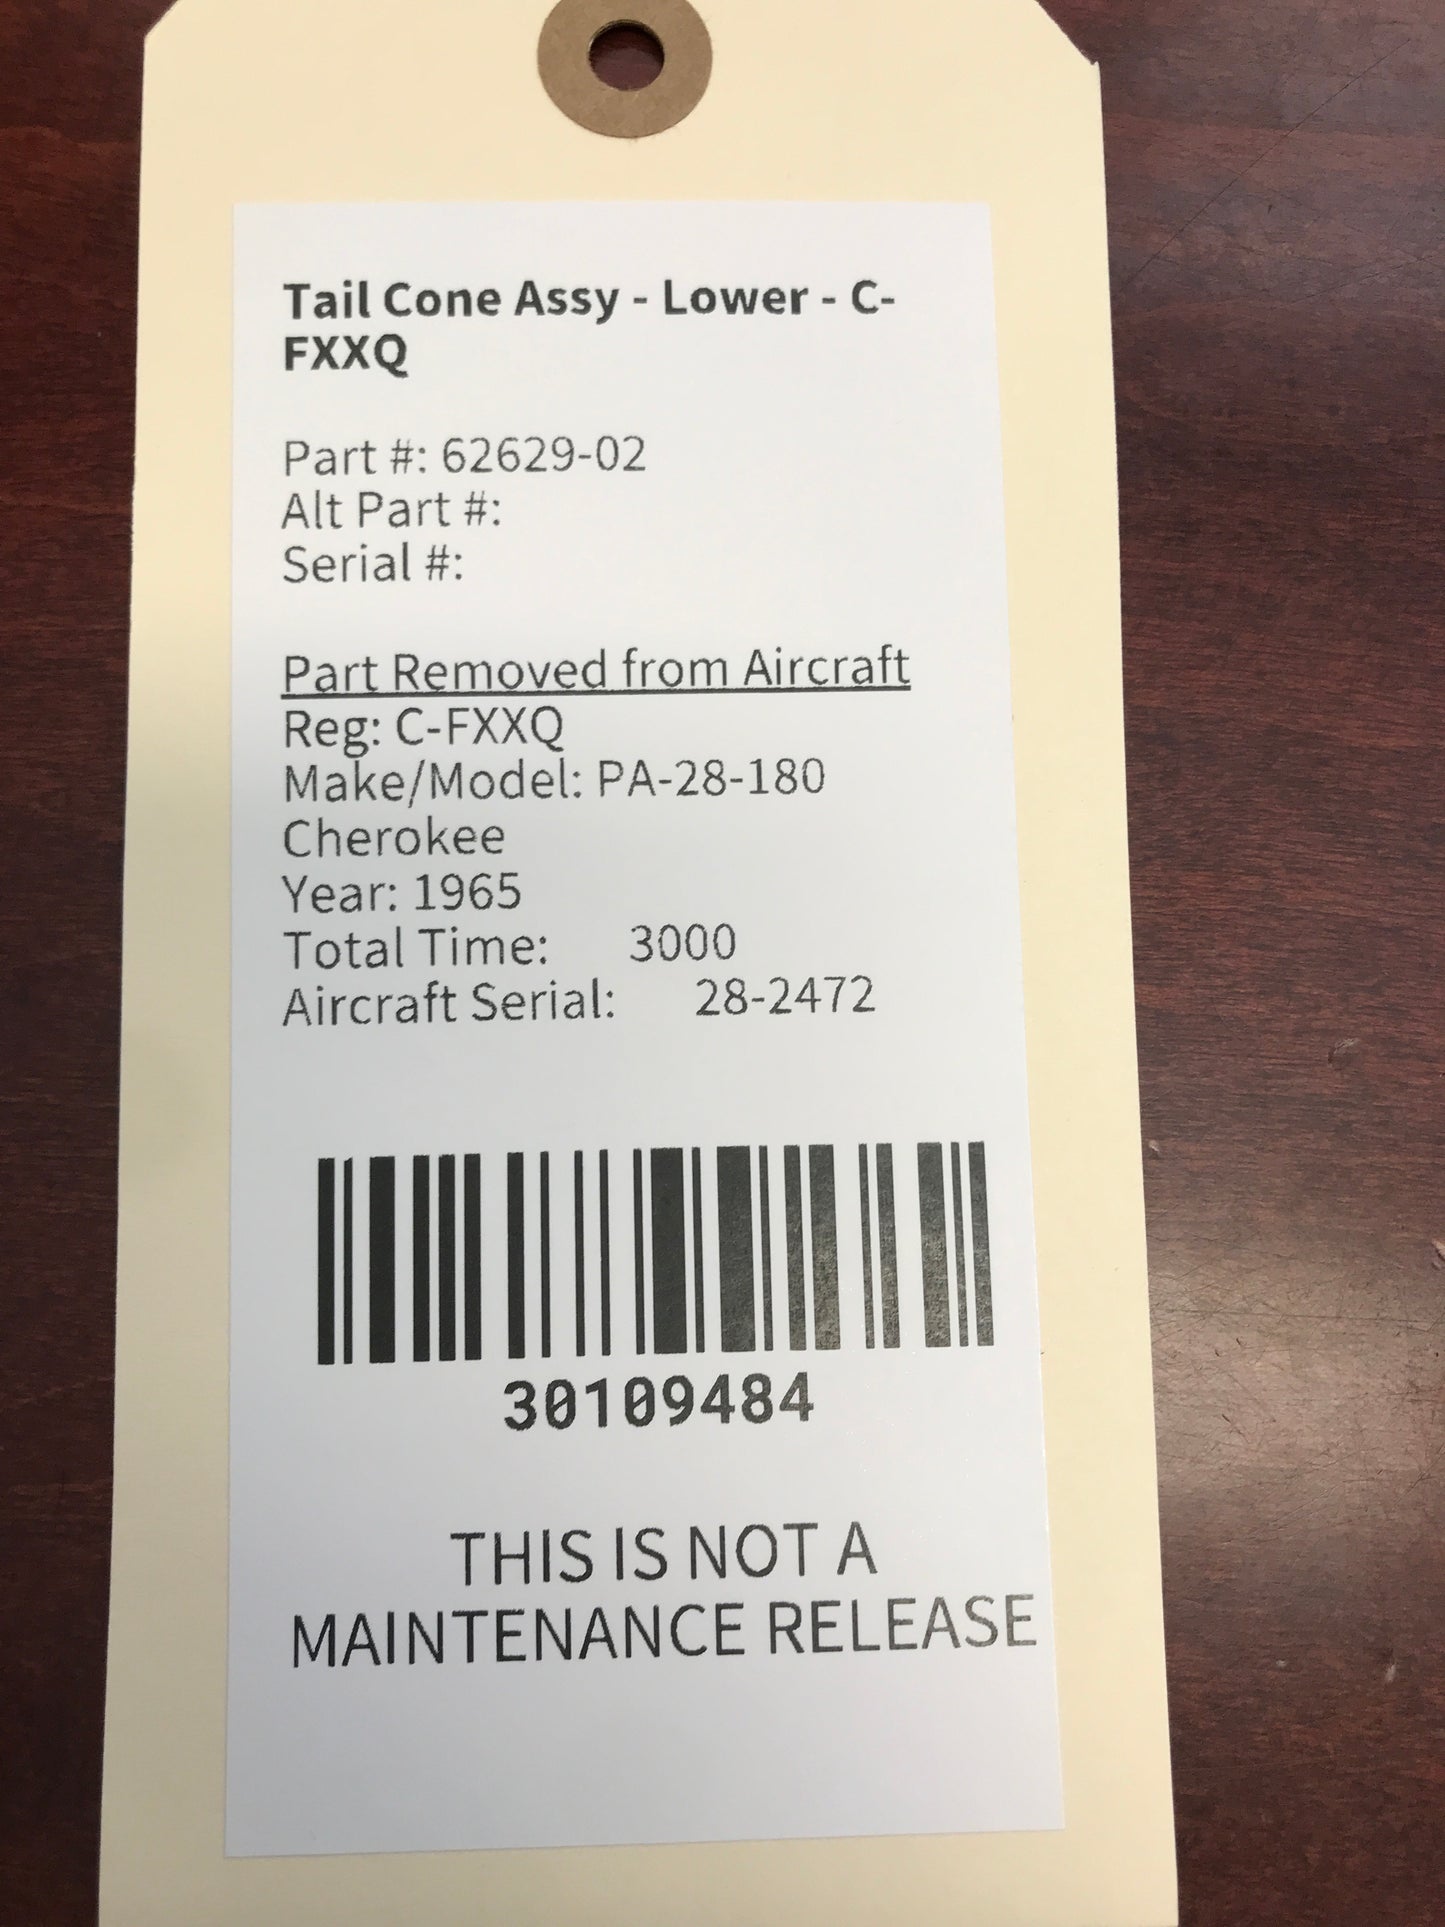 Tail Cone Assy - Lower - C-
FXXQ
Part #: 62629-02
Alt Part #:
Serial #:
Part Removed from Aircraft
Reg: C-FXXQ
Make/Model: PA-28-180
Cherokee
Year: 1965
Total Time: 3000
Aircraft Serial: 28-2472
30109484
THIS IS NOT A
MAINTENANCE RELEASE